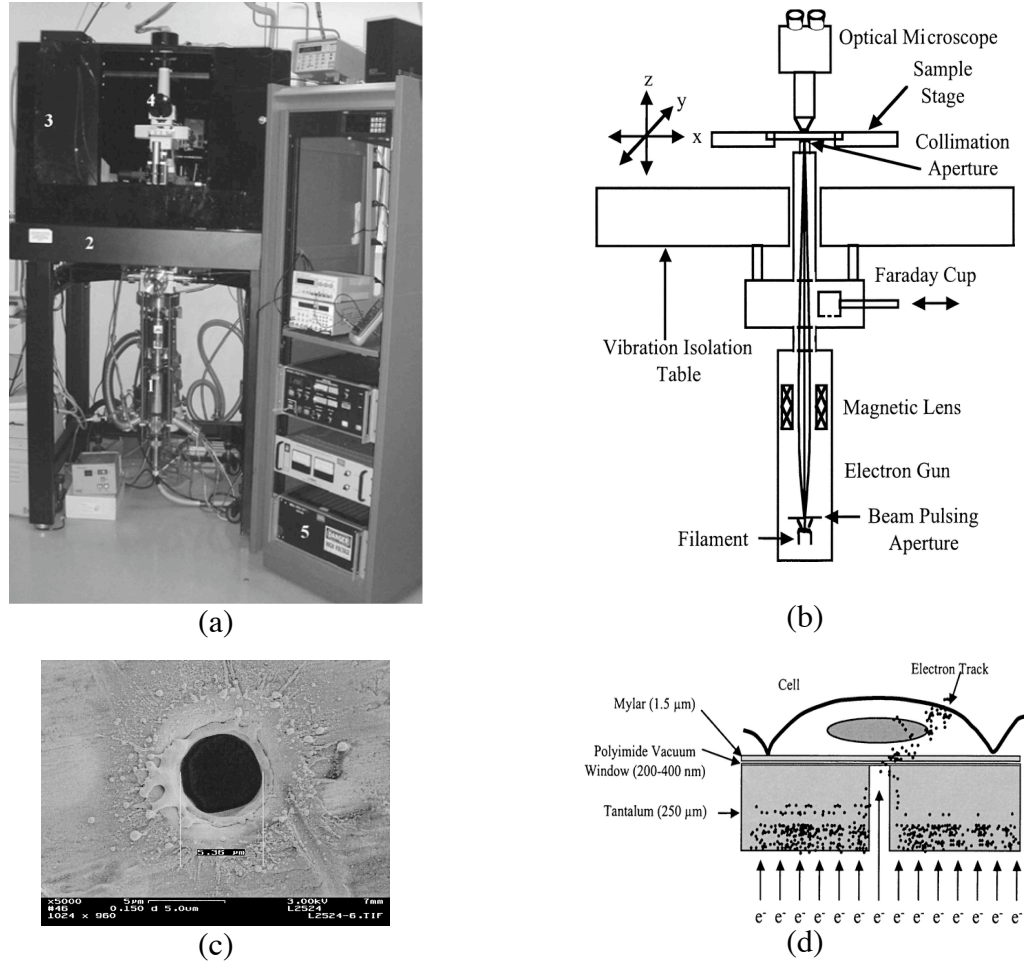 3
4
2
1
5
DANGER
HIGH VOLTAGE
(a)
Optical Microscope
Sample
Stage
z
y
x
Collimation
Aperture
Faraday Cup
Vibration Isolation
Table
Magnetic Lens
Electron Gun
Beam Pulsing
Aperture
Filament
(b)
5.36 µm
x5000 5µm 3.00kV 7mm
#46 0.150 d 5.0um L2524
1024 x 960 L2524-6.TIF
(c)
Electron Track
Cell
Mylar (1.5 µm)
Polyimide Vacuum
Window (200-400 nm)
Tantalum (250 µm)
e⁻ e⁻ e⁻ e⁻ e⁻ e⁻ e⁻ e⁻ e⁻ e⁻ e⁻ e⁻ e⁻ e⁻
(d)